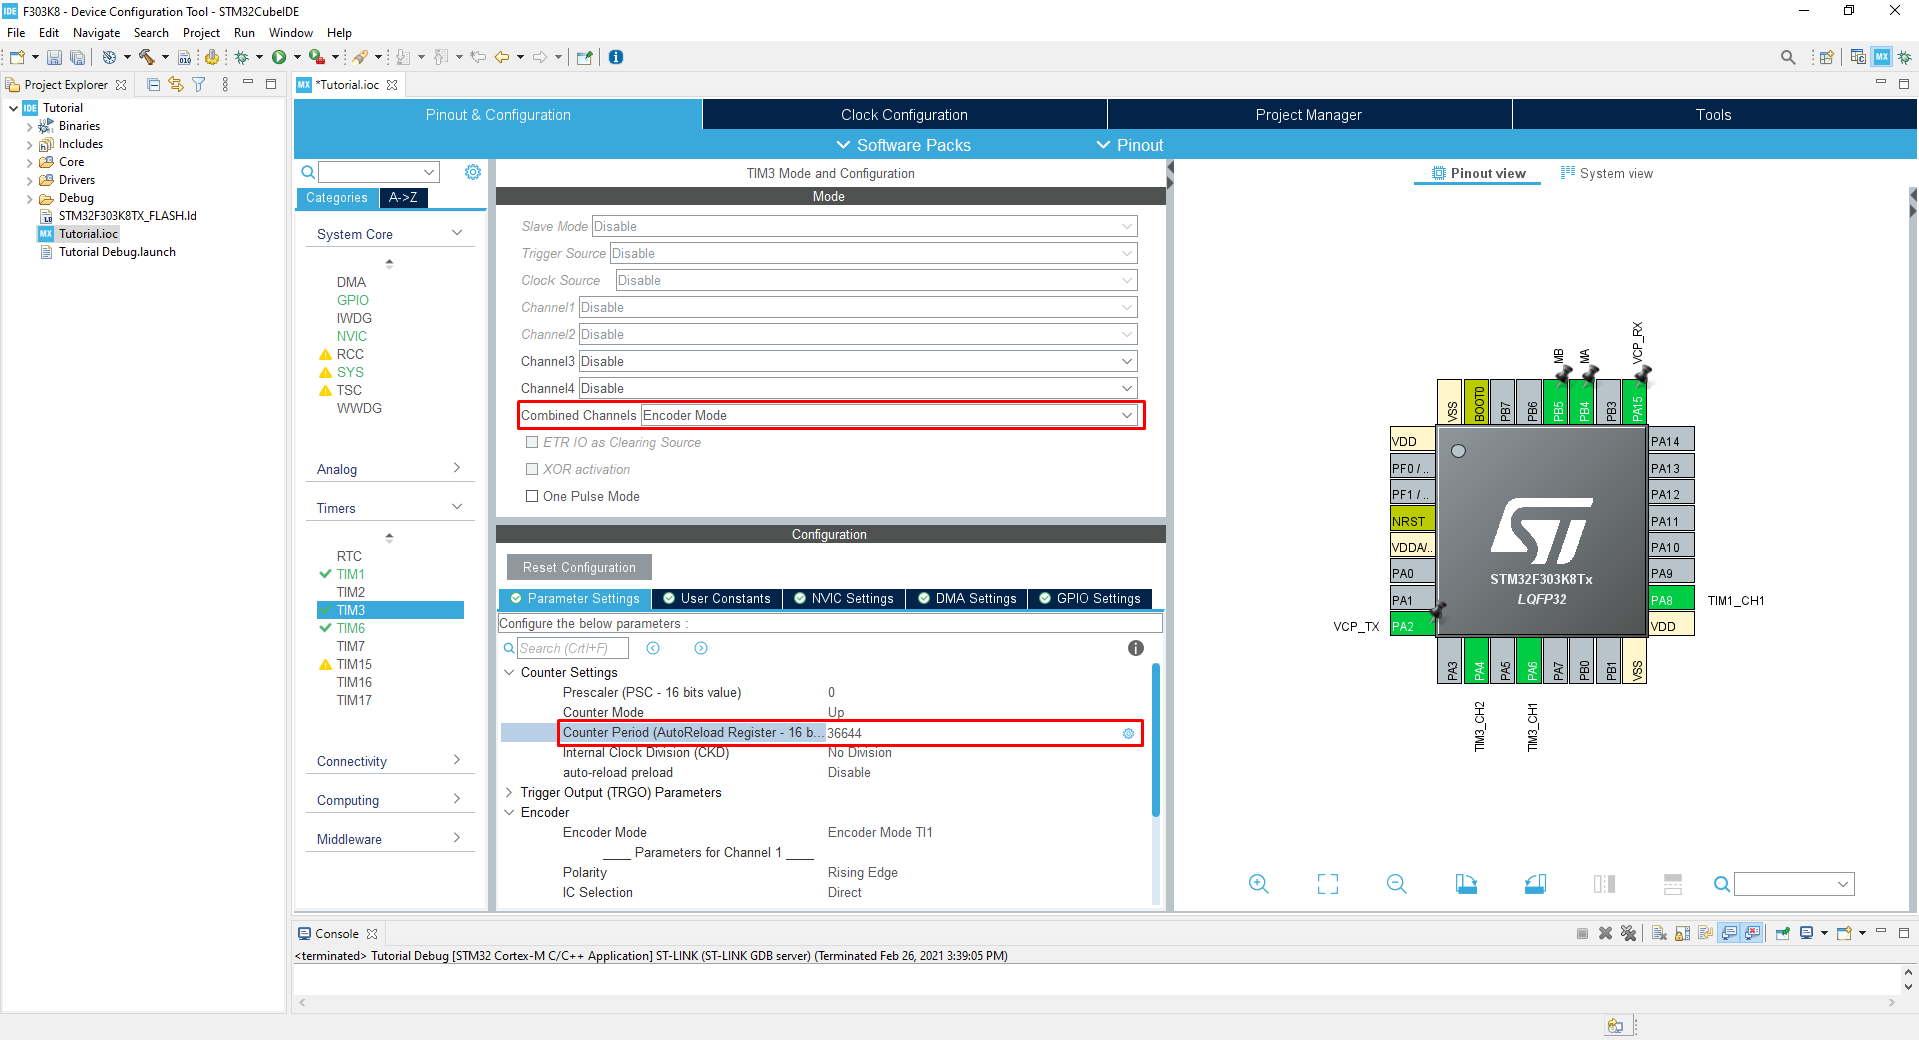 IDE F303K8 - Device Configuration Tool - STM32CubeIDE
File Edit Navigate Search Project Run Window Help
010
MX
Project Explorer
MX *Tutorial.ioc
IDE Tutorial
Binaries
Includes
Core
Drivers
Debug
STM32F303K8TX_FLASH.ld
MX Tutorial.ioc
Tutorial Debug.launch
Pinout & Configuration
Clock Configuration
Project Manager
Tools
Software Packs
Pinout
Categories
A->Z
System Core
DMA
GPIO
IWDG
NVIC
RCC
SYS
TSC
WWDG
Analog
Timers
RTC
TIM1
TIM2
TIM3
TIM6
TIM7
TIM15
TIM16
TIM17
Connectivity
Computing
Middleware
TIM3 Mode and Configuration
Mode
Slave Mode Disable
Trigger Source Disable
Clock Source Disable
Channel1 Disable
Channel2 Disable
Channel3 Disable
Channel4 Disable
Combined Channels Encoder Mode
ETR IO as Clearing Source
XOR activation
One Pulse Mode
Configuration
Reset Configuration
Parameter Settings
User Constants
NVIC Settings
DMA Settings
GPIO Settings
Configure the below parameters :
Search (CrtI+F)
Counter Settings
Prescaler (PSC - 16 bits value) 0
Counter Mode Up
Counter Period (AutoReload Register - 16 b... 36644
Internal Clock Division (CKD) No Division
auto-reload preload Disable
Trigger Output (TRGO) Parameters
Encoder
Encoder Mode Encoder Mode TI1
____ Parameters for Channel 1 ____
Polarity Rising Edge
IC Selection Direct
Pinout view
System view
MB
MA
VCP_RX
VSS
BOOT0
PB7
PB6
PB5
PB4
PB3
PA15
VDD
PF0 / ..
PF1 / ..
NRST
VDDA/..
PA0
PA1
VCP_TX PA2
ST
STM32F303K8Tx
LQFP32
PA14
PA13
PA12
PA11
PA10
PA9
PA8 TIM1_CH1
VDD
PA3
PA4
PA5
PA6
PA7
PB0
PB1
VSS
TIM3_CH2
TIM3_CH1
Console
<terminated> Tutorial Debug [STM32 Cortex-M C/C++ Application] ST-LINK (ST-LINK GDB server) (Terminated Feb 26, 2021 3:39:05 PM)